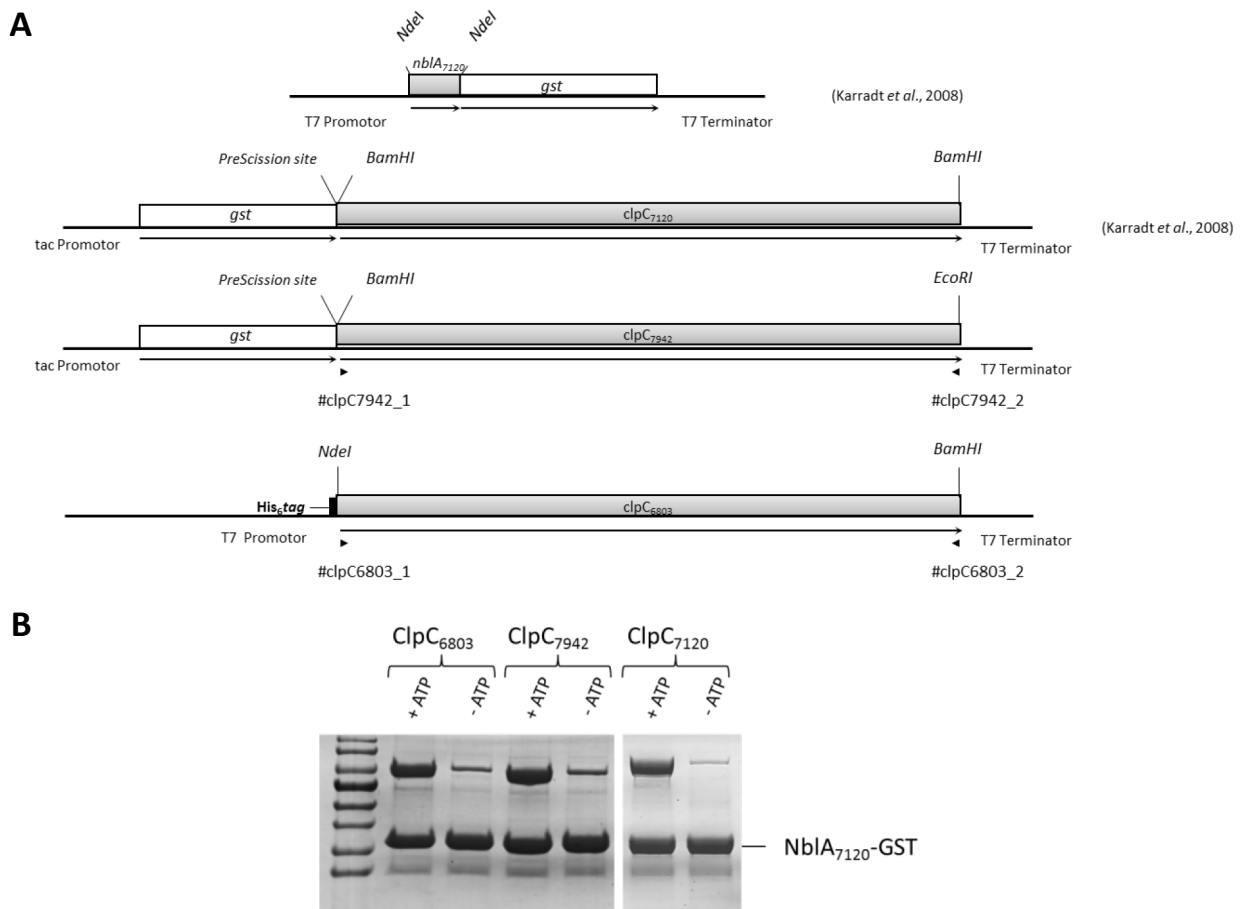 A
NdeI NdeI
nblA7120
gst
(Karradt et al., 2008)
T7 Promotor T7 Terminator
PreScission site BamHI BamHI
gst clpC7120
(Karradt et al., 2008)
tac Promotor T7 Terminator
PreScission site BamHI EcoRI
gst clpC7942
tac Promotor T7 Terminator
#clpC7942_1 #clpC7942_2
NdeI BamHI
His6tag clpC6803
T7 Promotor T7 Terminator
#clpC6803_1 #clpC6803_2
B
ClpC6803 ClpC7942 ClpC7120
+ ATP - ATP + ATP - ATP + ATP - ATP
NblA7120-GST